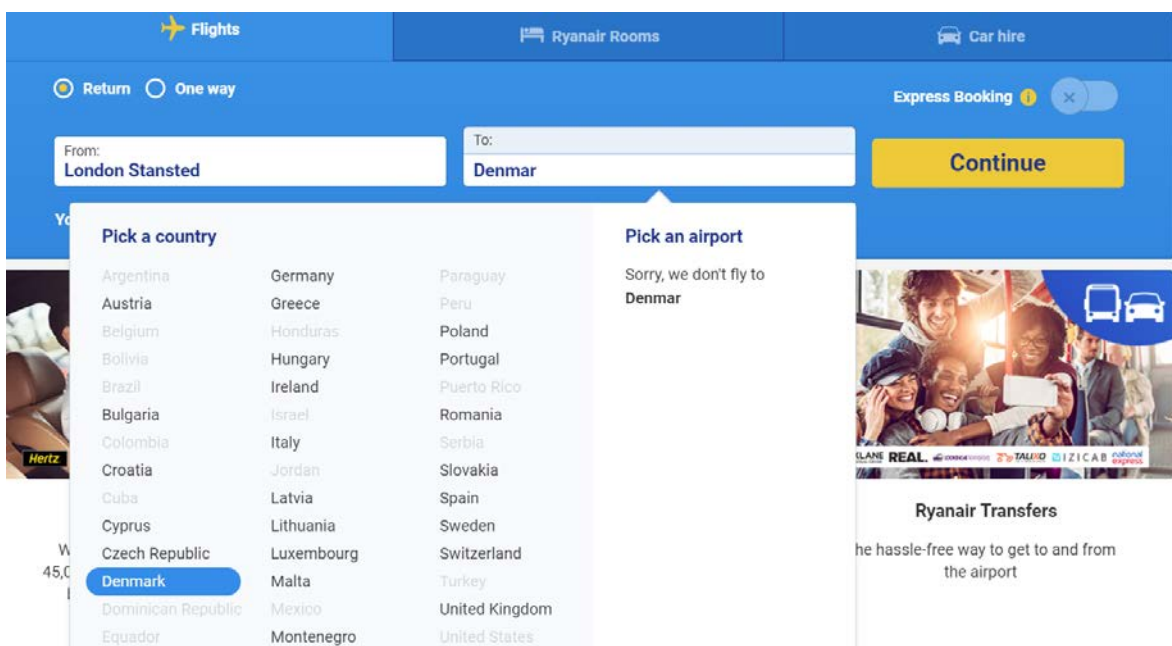 Flights
Ryanair Rooms
Car hire
Return
One way
Express Booking
From:
London Stansted
To:
Denmar
Continue
Pick a country
Argentina
Austria
Belgium
Bolivia
Brazil
Bulgaria
Colombia
Croatia
Cuba
Cyprus
Czech Republic
Denmark
Dominican Republic
Equador
Germany
Greece
Honduras
Hungary
Ireland
Israel
Italy
Jordan
Latvia
Lithuania
Luxembourg
Malta
Mexico
Montenegro
Paraguay
Peru
Poland
Portugal
Puerto Rico
Romania
Serbia
Slovakia
Spain
Sweden
Switzerland
Turkey
United Kingdom
United States
Pick an airport
Sorry, we don't fly to
Denmar
Hertz
LANE REAL. TALIXO IZICAB national express
Ryanair Transfers
he hassle-free way to get to and from
the airport
W
45,0